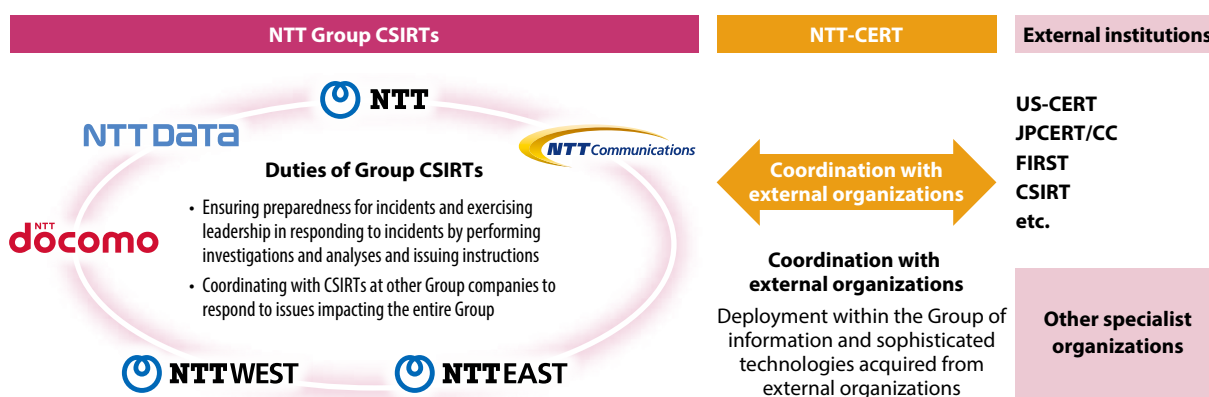 NTT Group CSIRTs
NTT
NTT DATA
NTT Communications
NTT
döcomo
NTT WEST
NTT EAST
Duties of Group CSIRTs
• Ensuring preparedness for incidents and exercising
leadership in responding to incidents by performing
investigations and analyses and issuing instructions
• Coordinating with CSIRTs at other Group companies to
respond to issues impacting the entire Group
NTT-CERT
Coordination with
external organizations
Coordination with
external organizations
Deployment within the Group of
information and sophisticated
technologies acquired from
external organizations
External institutions
US-CERT
JPCERT/CC
FIRST
CSIRT
etc.
Other specialist
organizations